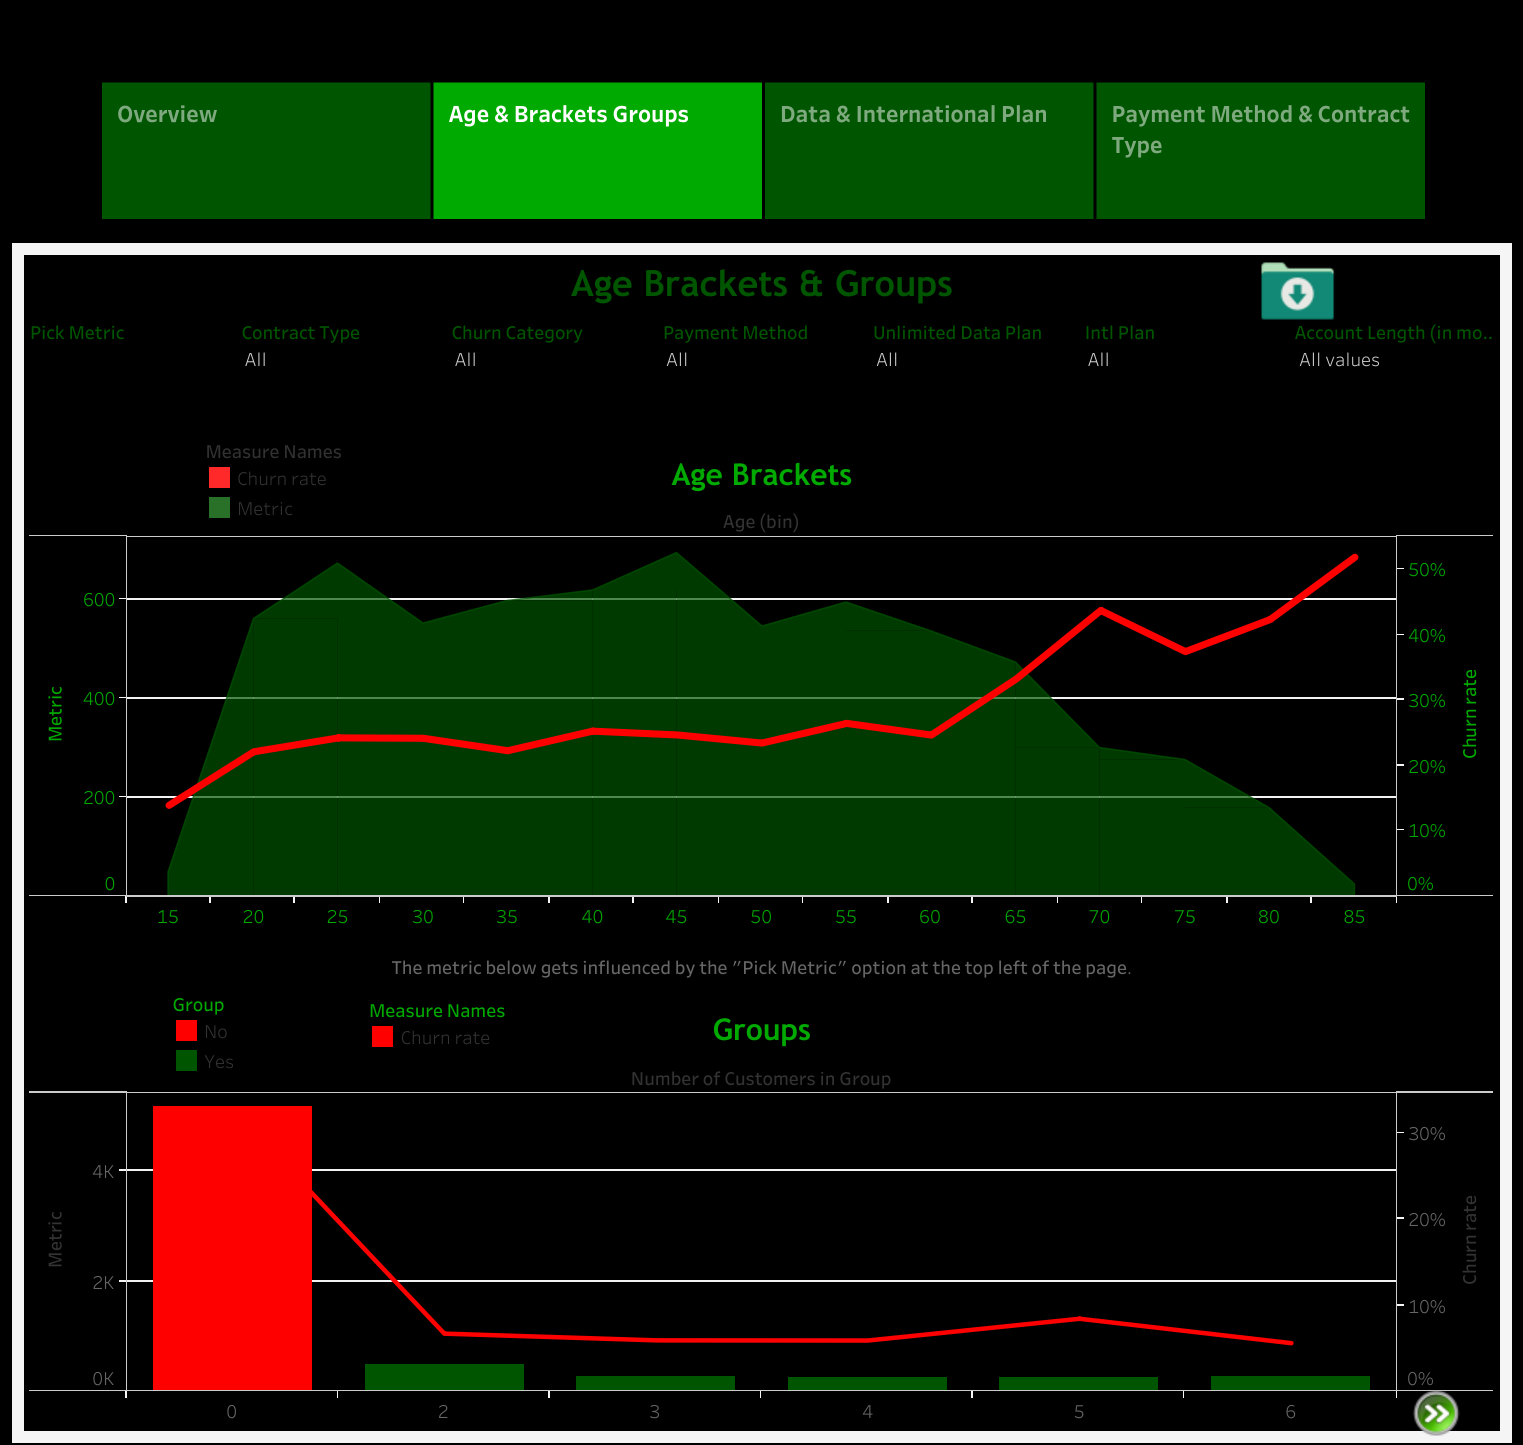 Overview
Age & Brackets Groups
Data & International Plan
Payment Method & Contract
Type
Age Brackets & Groups
Pick Metric
Contract Type
Churn Category
Payment Method
Unlimited Data Plan
Intl Plan
Account Length (in mo..
All
All
All
All
All
All values
Measure Names
Churn rate
Metric
Age Brackets
Age (bin)
Metric
600
400
200
0
50%
40%
30%
20%
10%
0%
Churn rate
15 20 25 30 35 40 45 50 55 60 65 70 75 80 85
The metric below gets influenced by the "Pick Metric" option at the top left of the page.
Group
No
Yes
Measure Names
Churn rate
Groups
Number of Customers in Group
Metric
4K
2K
0K
30%
20%
10%
0%
Churn rate
0 2 3 4 5 6